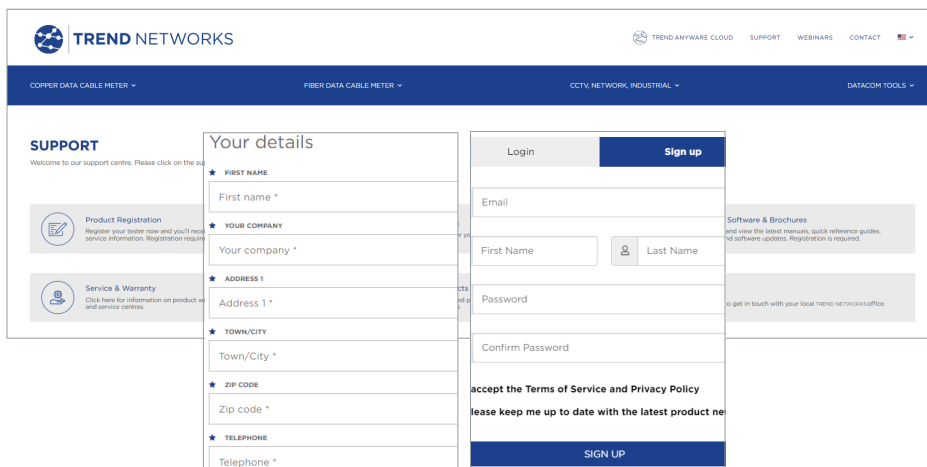 TREND NETWORKS
TREND ANYWARE CLOUD SUPPORT WEBINARS CONTACT
COPPER DATA CABLE METER FIBER DATA CABLE METER CCTV, NETWORK, INDUSTRIAL DATACOM TOOLS
SUPPORT
Welcome to our support centre. Please click on the
Product Registration
Register your tester now and you'll
service information. Registration
Service & Warranty
Click here for information on product
and service centres.
Your details
★ FIRST NAME
First name *
★ YOUR COMPANY
Your company *
★ ADDRESS 1
Address 1 *
★ TOWN/CITY
Town/City *
★ ZIP CODE
Zip code *
★ TELEPHONE
Telephone *
Login Sign up
Email
First Name Last Name
Password
Confirm Password
accept the Terms of Service and Privacy Policy
lease keep me up to date with the latest product
SIGN UP
Software & Brochures
and view the latest manuals, quick reference guides,
software updates. Registration is required.
to get in touch with your local TREND NETWORKS office.